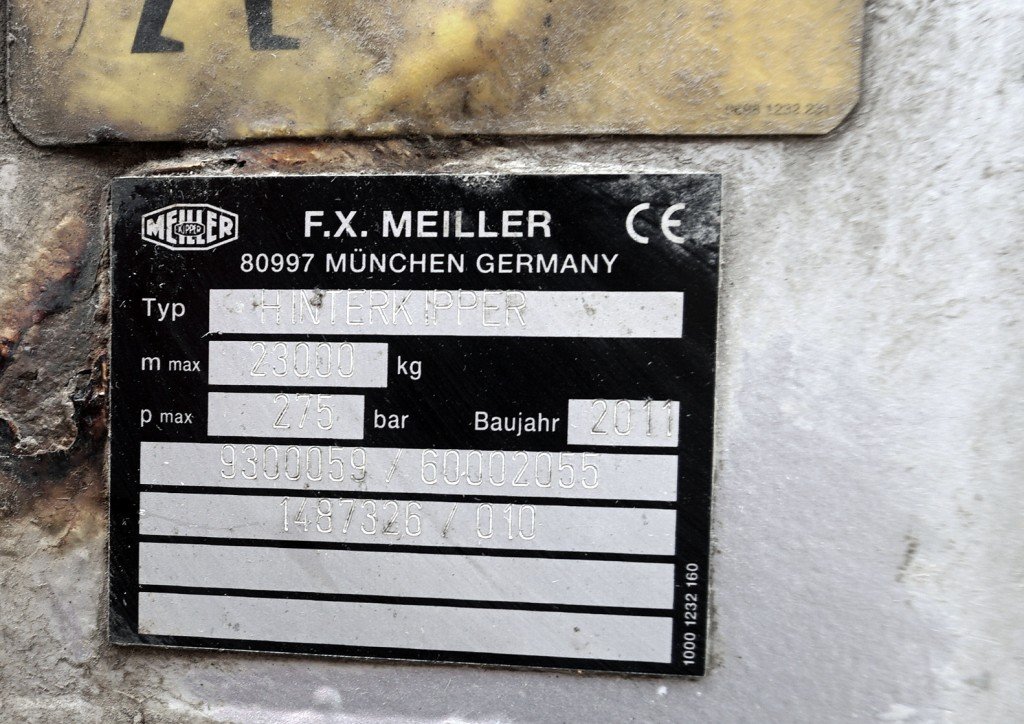 MEILLER
KIPPER
F.X. MEILLER CE
80997 MÜNCHEN GERMANY
Typ HINTERKIPPER
m max 23000 kg
p max 275 bar Baujahr 2011
9300059 / 60002055
1487326 / 010
1000 1232 160